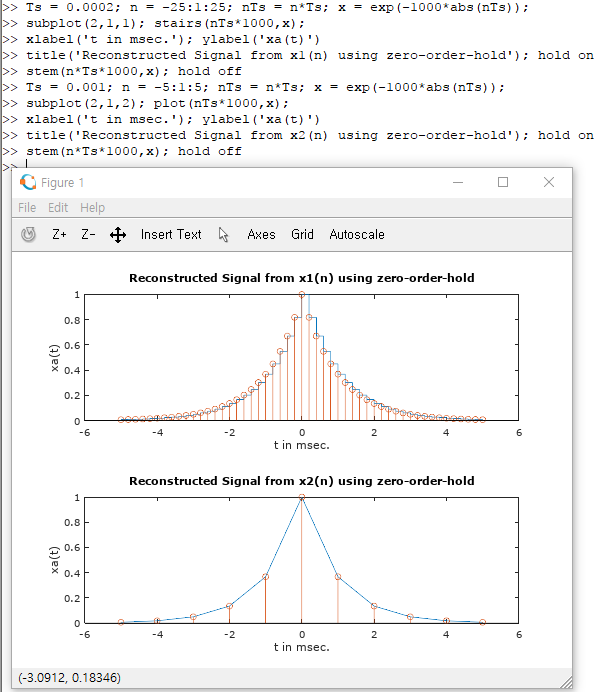 >> Ts = 0.0002; n = -25:1:25; nTs = n*Ts; x = exp(-1000*abs(nTs));
>> subplot(2,1,1); stairs(nTs*1000,x);
>> xlabel('t in msec.'); ylabel('xa(t)')
>> title('Reconstructed Signal from x1(n) using zero-order-hold'); hold on
>> stem(n*Ts*1000,x); hold off
>> Ts = 0.001; n = -5:1:5; nTs = n*Ts; x = exp(-1000*abs(nTs));
>> subplot(2,1,2); plot(nTs*1000,x);
>> xlabel('t in msec.'); ylabel('xa(t)')
>> title('Reconstructed Signal from x2(n) using zero-order-hold'); hold on
>> stem(n*Ts*1000,x); hold off
>>
Figure 1
File Edit Help
Z+ Z- Insert Text Axes Grid Autoscale
Reconstructed Signal from x1(n) using zero-order-hold
1
0.8
0.6
0.4
0.2
0
xa(t)
-6 -4 -2 0 2 4 6
t in msec.
Reconstructed Signal from x2(n) using zero-order-hold
1
0.8
0.6
0.4
0.2
0
xa(t)
-6 -4 -2 0 2 4 6
t in msec.
(-3.0912, 0.18346)